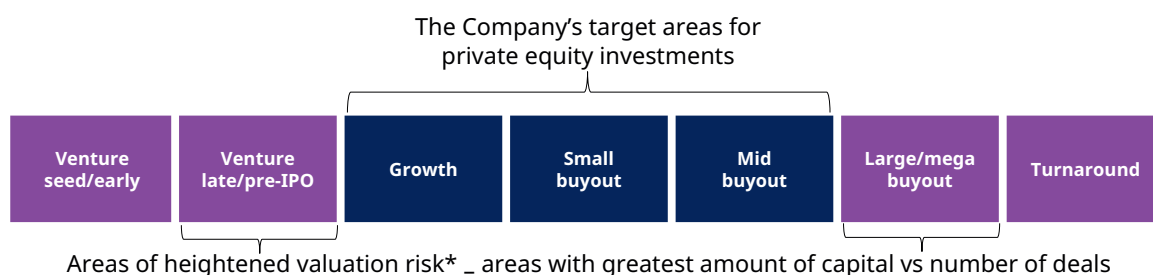 The Company's target areas for
private equity investments
Venture
seed/early
Venture
late/pre-IPO
Growth
Small
buyout
Mid
buyout
Large/mega
buyout
Turnaround
Areas of heightened valuation risk* _ areas with greatest amount of capital vs number of deals